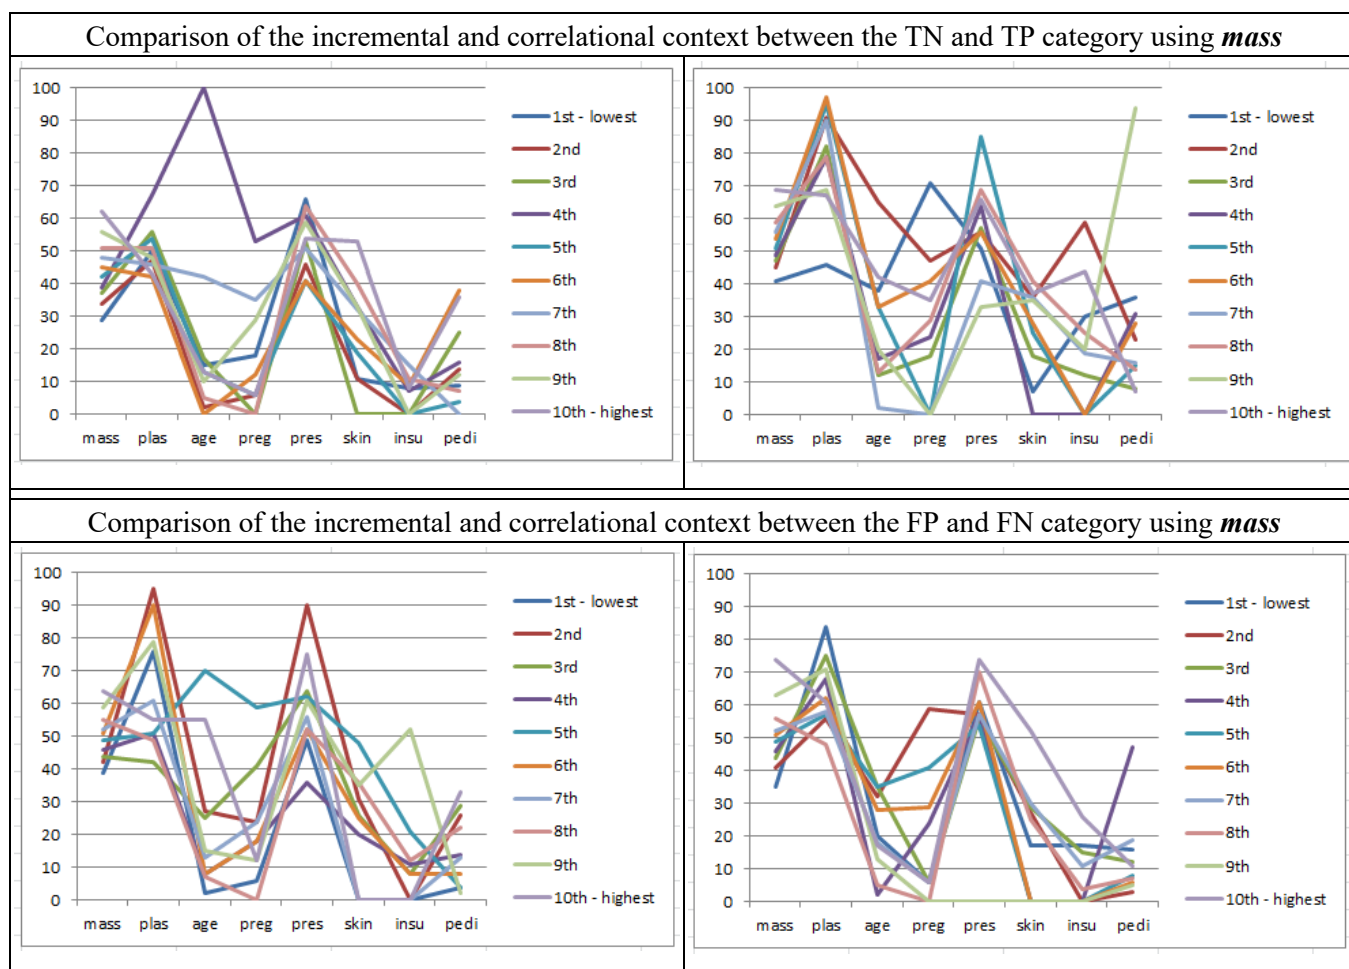 Comparison of the incremental and correlational context between the TN and TP category using mass
100
90
80
70
60
50
40
30
20
10
0
mass plas age preg pres skin insu pedi
1st - lowest
2nd
3rd
4th
5th
6th
7th
8th
9th
10th - highest
100
90
80
70
60
50
40
30
20
10
0
mass plas age preg pres skin insu pedi
1st - lowest
2nd
3rd
4th
5th
6th
7th
8th
9th
10th - highest
Comparison of the incremental and correlational context between the FP and FN category using mass
100
90
80
70
60
50
40
30
20
10
0
mass plas age preg pres skin insu pedi
1st - lowest
2nd
3rd
4th
5th
6th
7th
8th
9th
10th - highest
100
90
80
70
60
50
40
30
20
10
0
mass plas age preg pres skin insu pedi
1st - lowest
2nd
3rd
4th
5th
6th
7th
8th
9th
10th - highest